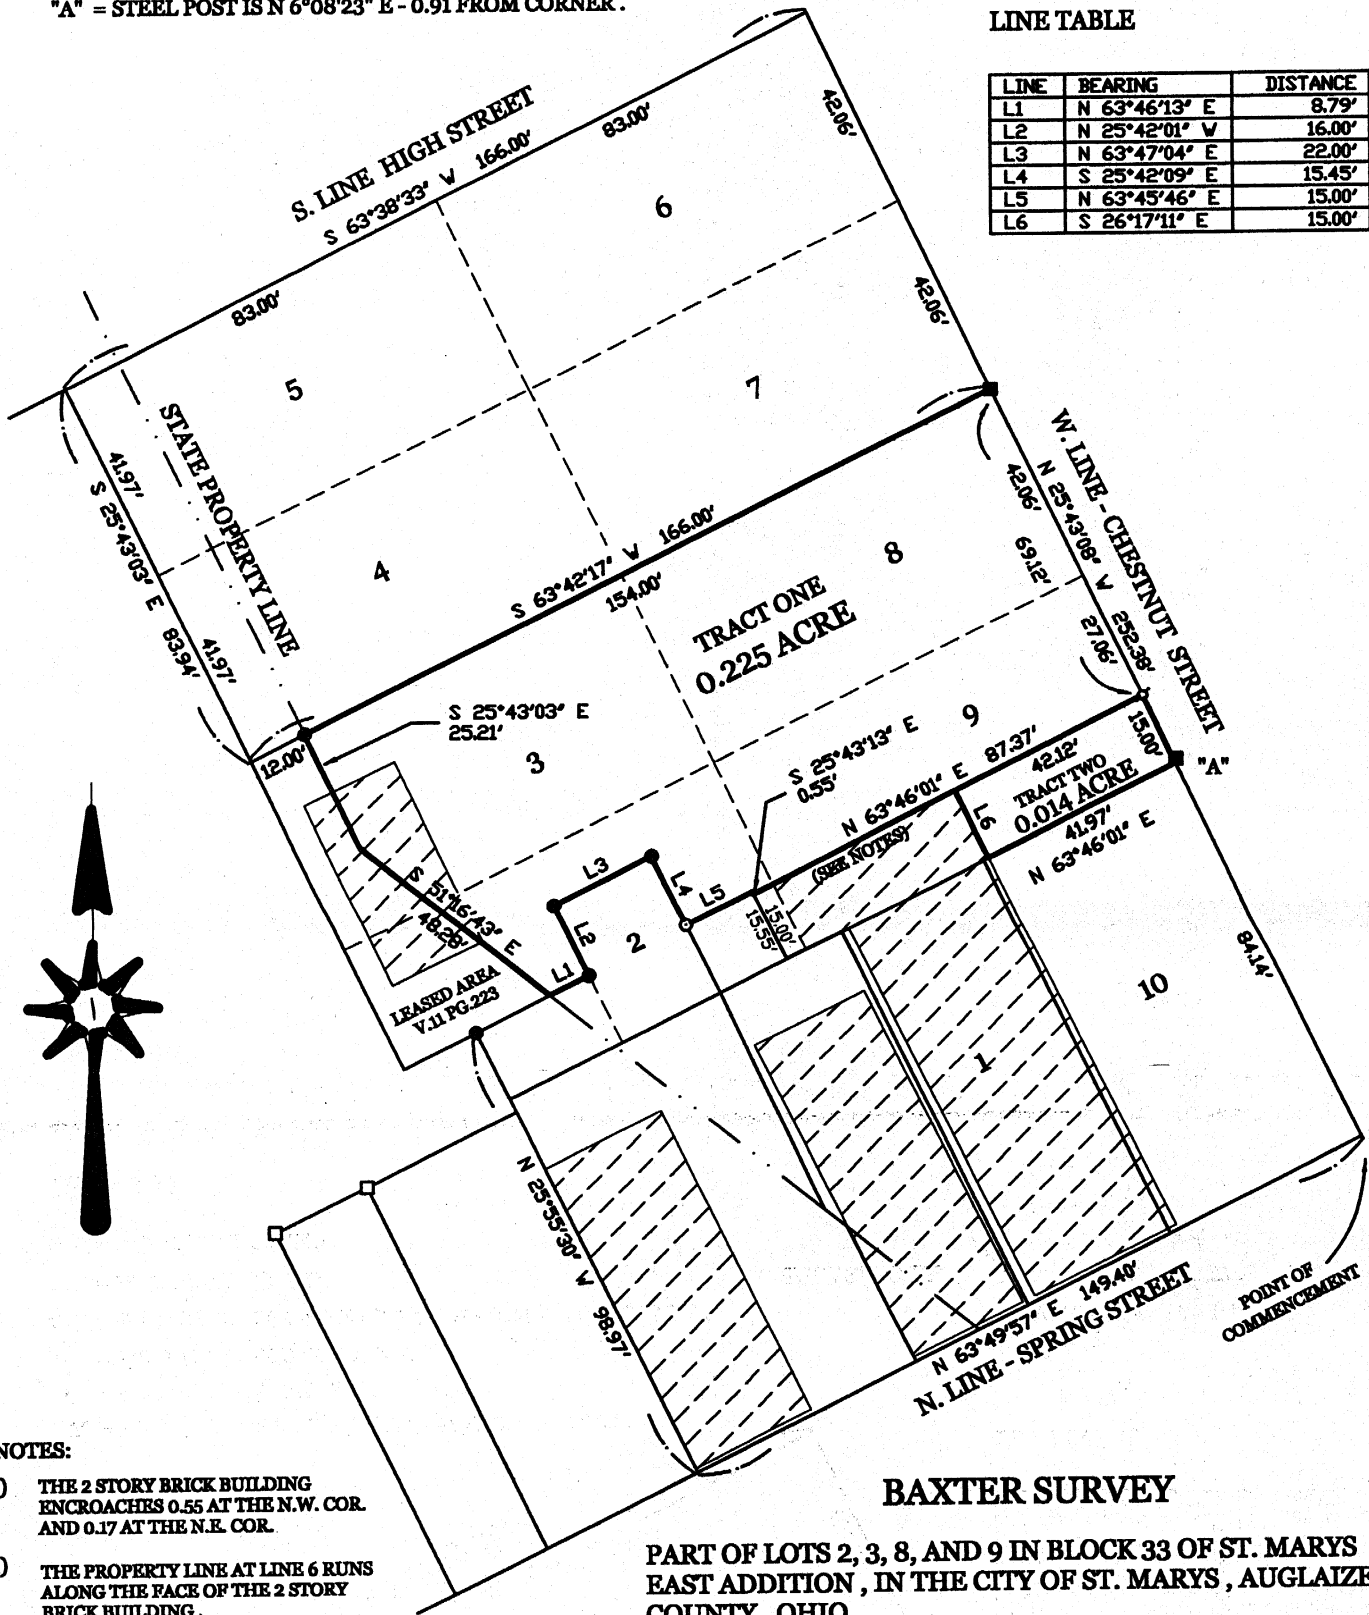 "A" = STEEL POST IS N 6°08'23" E - 0.91 FROM CORNER .
LINE TABLE
LINE BEARING DISTANCE
L1 N 63°46'13" E 8.79'
L2 N 25°42'01" W 16.00'
L3 N 63°47'04" E 22.00'
L4 S 25°42'09" E 15.45'
L5 N 63°45'46" E 15.00'
L6 S 26°17'11" E 15.00'
S. LINE HIGH STREET
S 63°38'33" W 166.00'
83.00'
83.00'
42.06'
42.06'
6
5
7
STATE PROPERTY LINE
41.97'
S 25°43'03" E 83.94'
41.97'
4
S 63°42'17" W 166.00'
154.00'
8
W. LINE - CHESTNUT STREET
N 25°43'08" W 252.38'
42.06'
69.12'
27.06'
TRACT ONE
0.225 ACRE
S 25°43'03" E
25.21'
12.00'
3
9
S 25°43'13" E
0.55'
N 63°46'01" E 87.37'
(SEE NOTES)
42.12'
TRACT TWO
0.014 ACRE
41.97'
N 63°46'01" E
15.00'
"A"
L6
L3
L4
L5
L2
L1
2
S 51°16'43" E
48.28'
15.00'
15.55'
LEASED AREA
V.11 PG.223
10
84.14'
1
N 25°55'30" W 98.97'
N 63°49'57" E 149.40'
N. LINE - SPRING STREET
POINT OF
COMMENCEMENT
NOTES:
) THE 2 STORY BRICK BUILDING
ENCROACHES 0.55 AT THE N.W. COR.
AND 0.17 AT THE N.E. COR.
) THE PROPERTY LINE AT LINE 6 RUNS
ALONG THE FACE OF THE 2 STORY
BRICK BUILDING .
BAXTER SURVEY
PART OF LOTS 2, 3, 8, AND 9 IN BLOCK 33 OF ST. MARYS
EAST ADDITION , IN THE CITY OF ST. MARYS , AUGLAIZE
COUNTY , OHIO